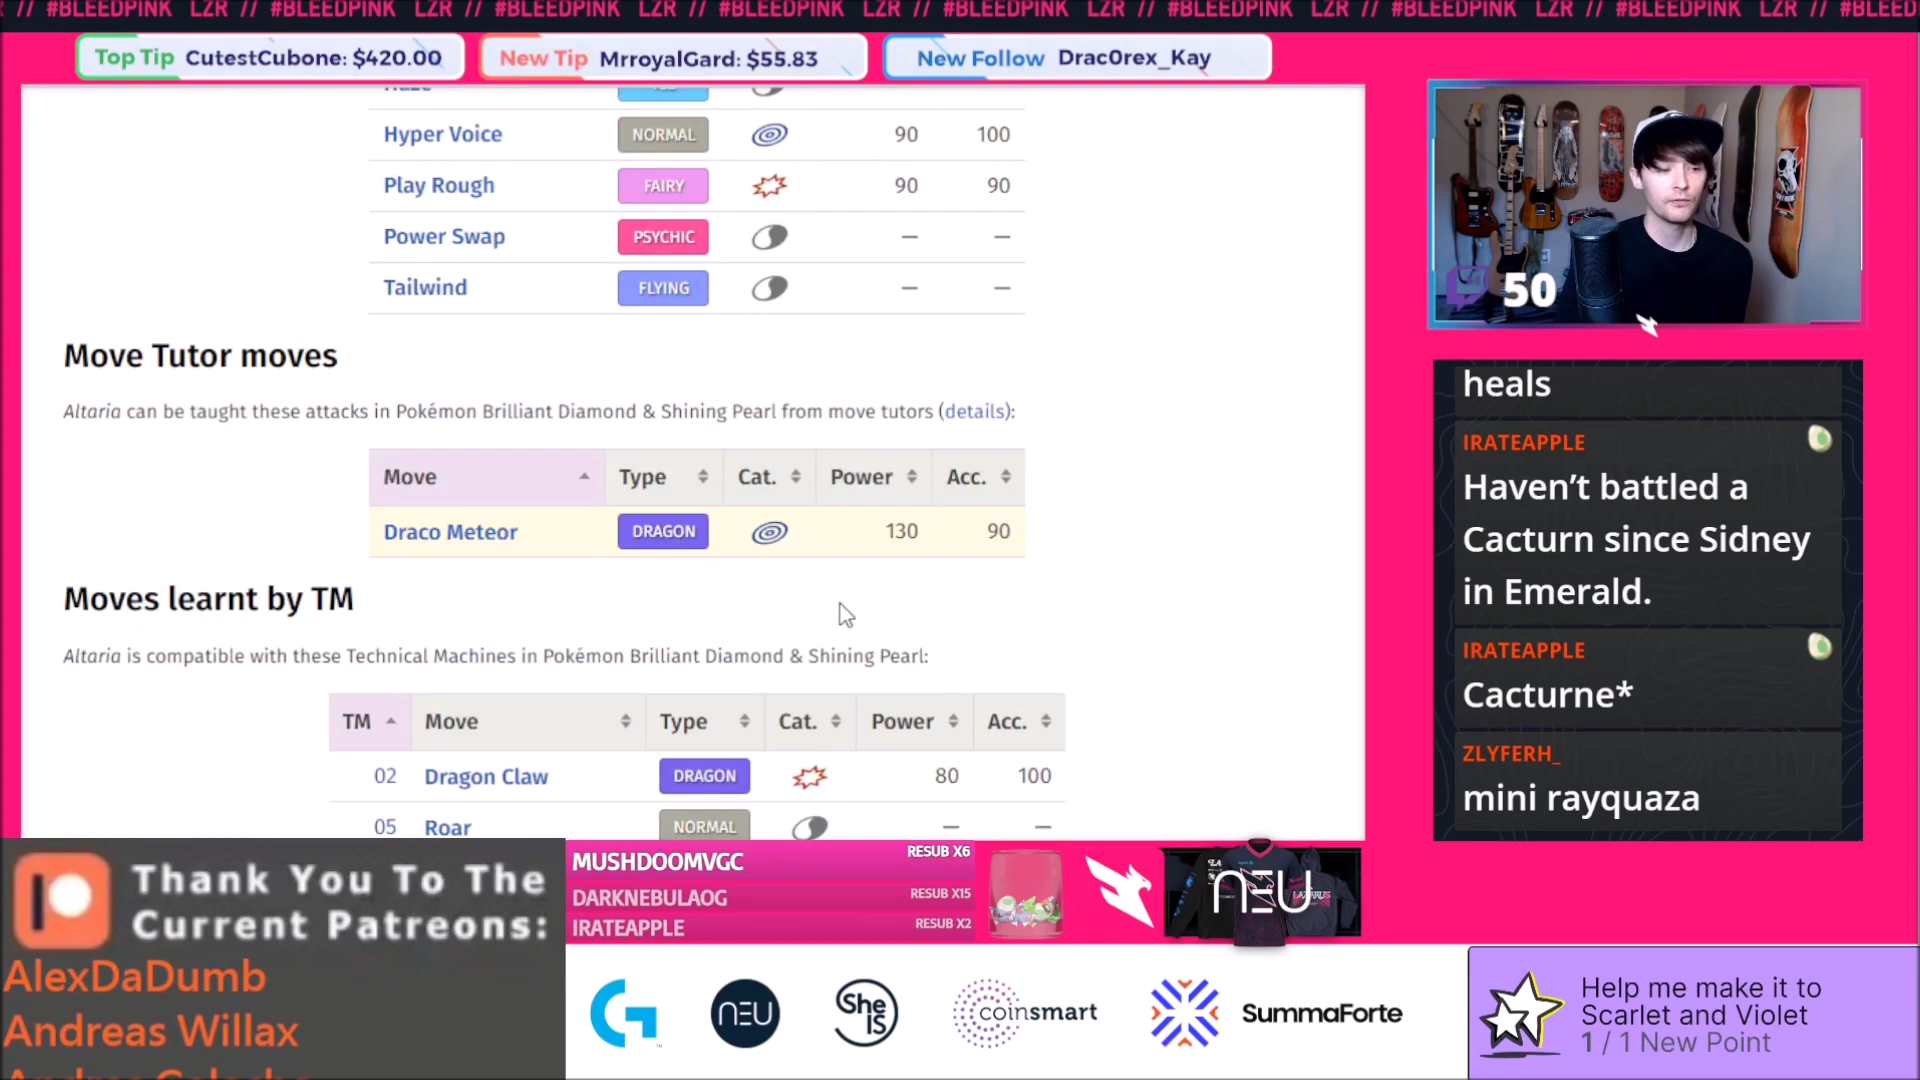 // #BLEEDPINK LZR // #BLEEDPINK LZR // #BLEEDPINK LZR // #BLEEDPINK LZR // #BLEEDPINK LZR // #BLEEDPINK LZR // #BLEEDPINK LZR // #BLEEDPINK LZR // #BLEED
Top Tip CutestCubone: $420.00
New Tip MrroyalGard: $55.83
New Follow Drac0rex_Kay
Hyper Voice NORMAL 90 100
Play Rough FAIRY 90 90
Power Swap PSYCHIC — —
Tailwind FLYING — —
Move Tutor moves
Altaria can be taught these attacks in Pokémon Brilliant Diamond & Shining Pearl from move tutors (details):
Move Type Cat. Power Acc.
Draco Meteor DRAGON 130 90
Moves learnt by TM
Altaria is compatible with these Technical Machines in Pokémon Brilliant Diamond & Shining Pearl:
TM Move Type Cat. Power Acc.
02 Dragon Claw DRAGON 80 100
05 Roar NORMAL — —
50
heals
IRATEAPPLE
Haven’t battled a
Cacturn since Sidney
in Emerald.
IRATEAPPLE
Cacturne*
ZLYFERH_
mini rayquaza
Thank You To The
Current Patreons:
AlexDaDumb
Andreas Willax
MUSHDOOMVGC RESUB X6
DARKNEBULAOG RESUB X15
IRATEAPPLE RESUB X2
NEU
LAZARUS
G
NEU
She IS
coinsmart
SummaForte
Help me make it to
Scarlet and Violet
1 / 1 New Point